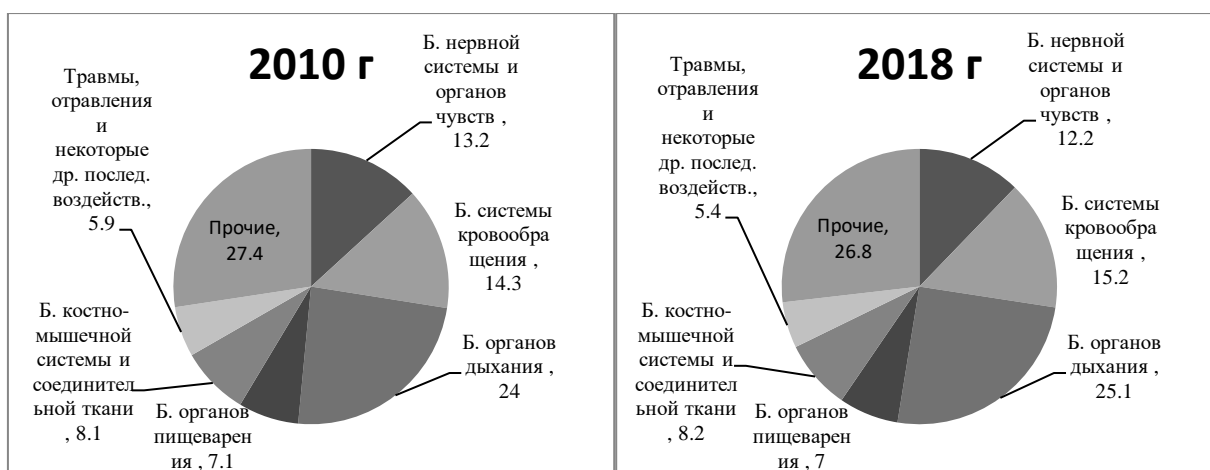 2010 г
Б. нервной
системы и
органов
чувств ,
13.2
Б. системы
кровообра
щения ,
14.3
Б. органов
дыхания ,
24
Б. органов
пищеварен
ия , 7.1
Б. костно-
мышечной
системы и
соединител
ьной ткани
, 8.1
Травмы,
отравления
и
некоторые
др. послед.
воздейств.,
5.9
Прочие,
27.4
2018 г
Б. нервной
системы и
органов
чувств ,
12.2
Б. системы
кровообра
щения ,
15.2
Б. органов
дыхания ,
25.1
Б. органов
пищеварен
ия , 7
Б. костно-
мышечной
системы и
соединител
ьной ткани
, 8.2
Травмы,
отравления
и
некоторые
др. послед.
воздейств.,
5.4
Прочие,
26.8